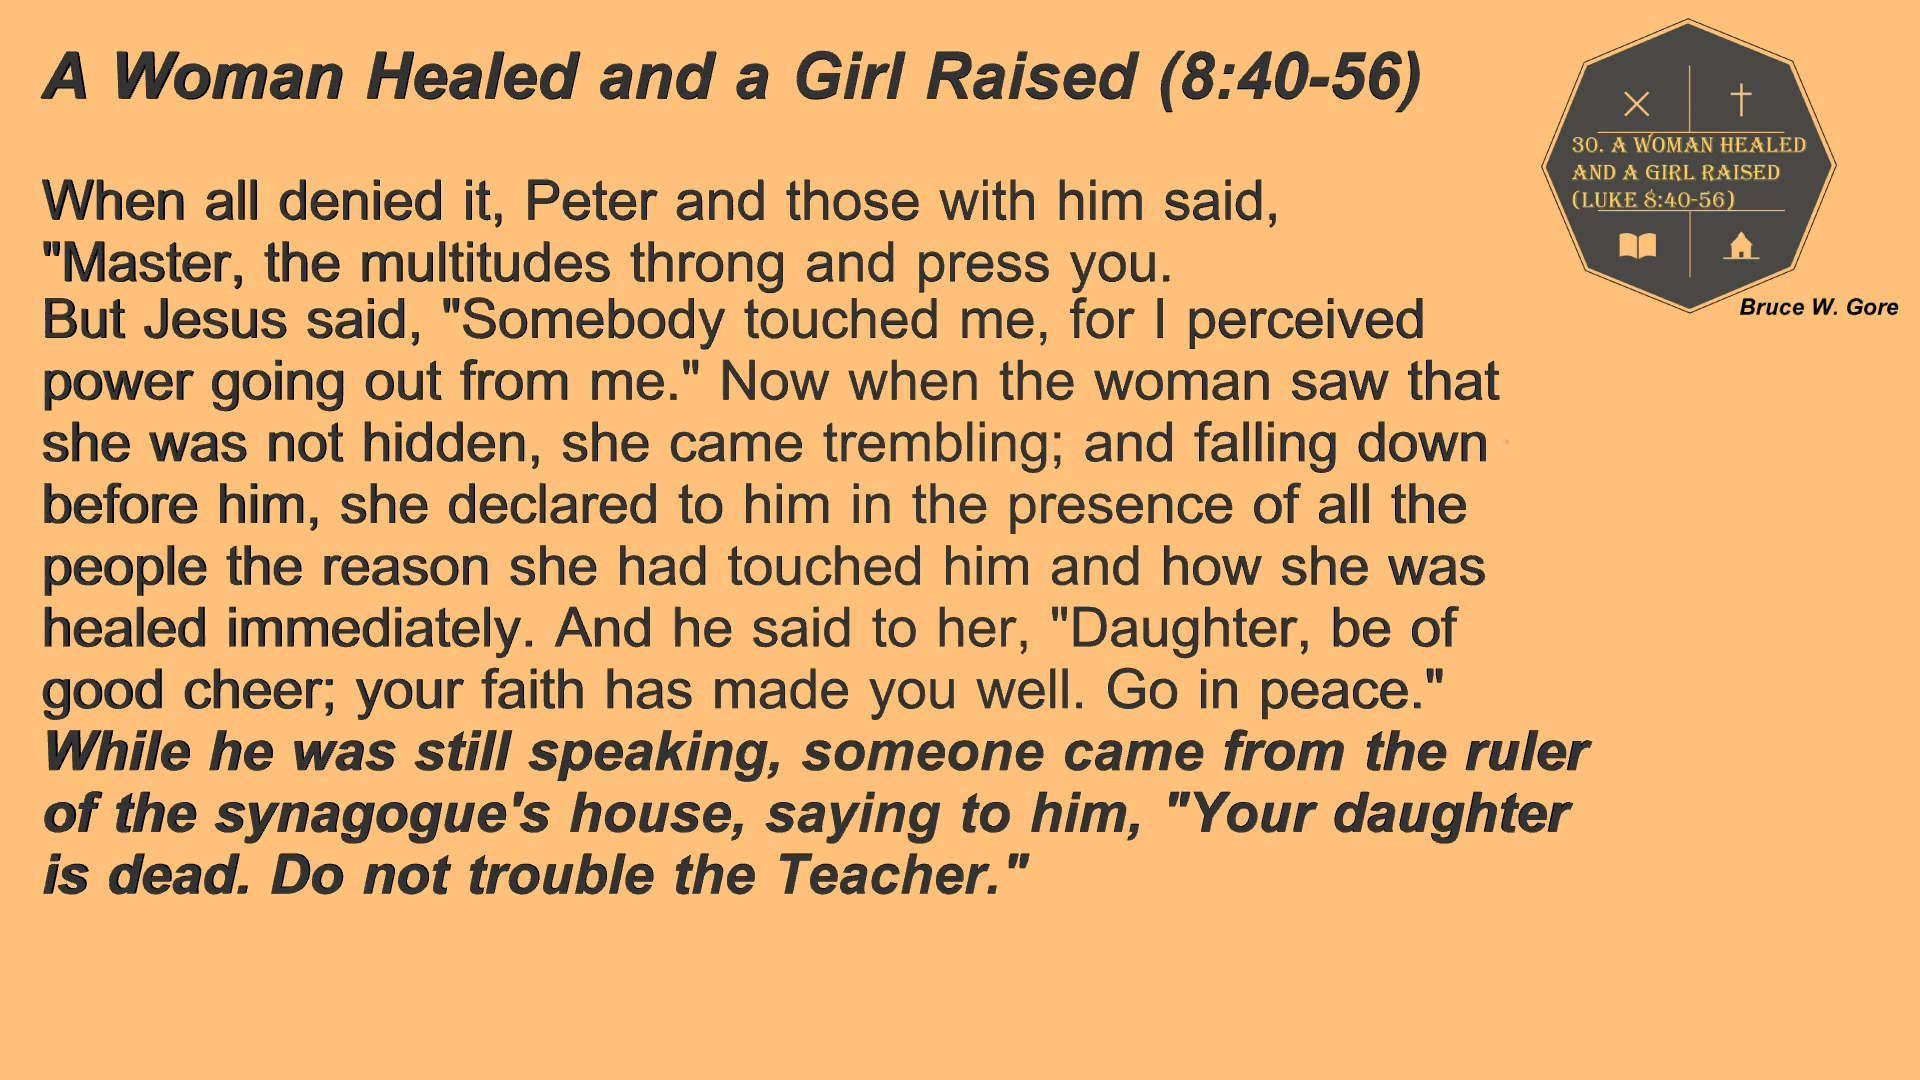 A Woman Healed and a Girl Raised (8:40-56)
30. A WOMAN HEALED
AND A GIRL RAISED
(LUKE 8:40-56)
Bruce W. Gore
When all denied it, Peter and those with him said,
"Master, the multitudes throng and press you.
But Jesus said, "Somebody touched me, for I perceived
power going out from me." Now when the woman saw that
she was not hidden, she came trembling; and falling down
before him, she declared to him in the presence of all the
people the reason she had touched him and how she was
healed immediately. And he said to her, "Daughter, be of
good cheer; your faith has made you well. Go in peace."
While he was still speaking, someone came from the ruler
of the synagogue's house, saying to him, "Your daughter
is dead. Do not trouble the Teacher."